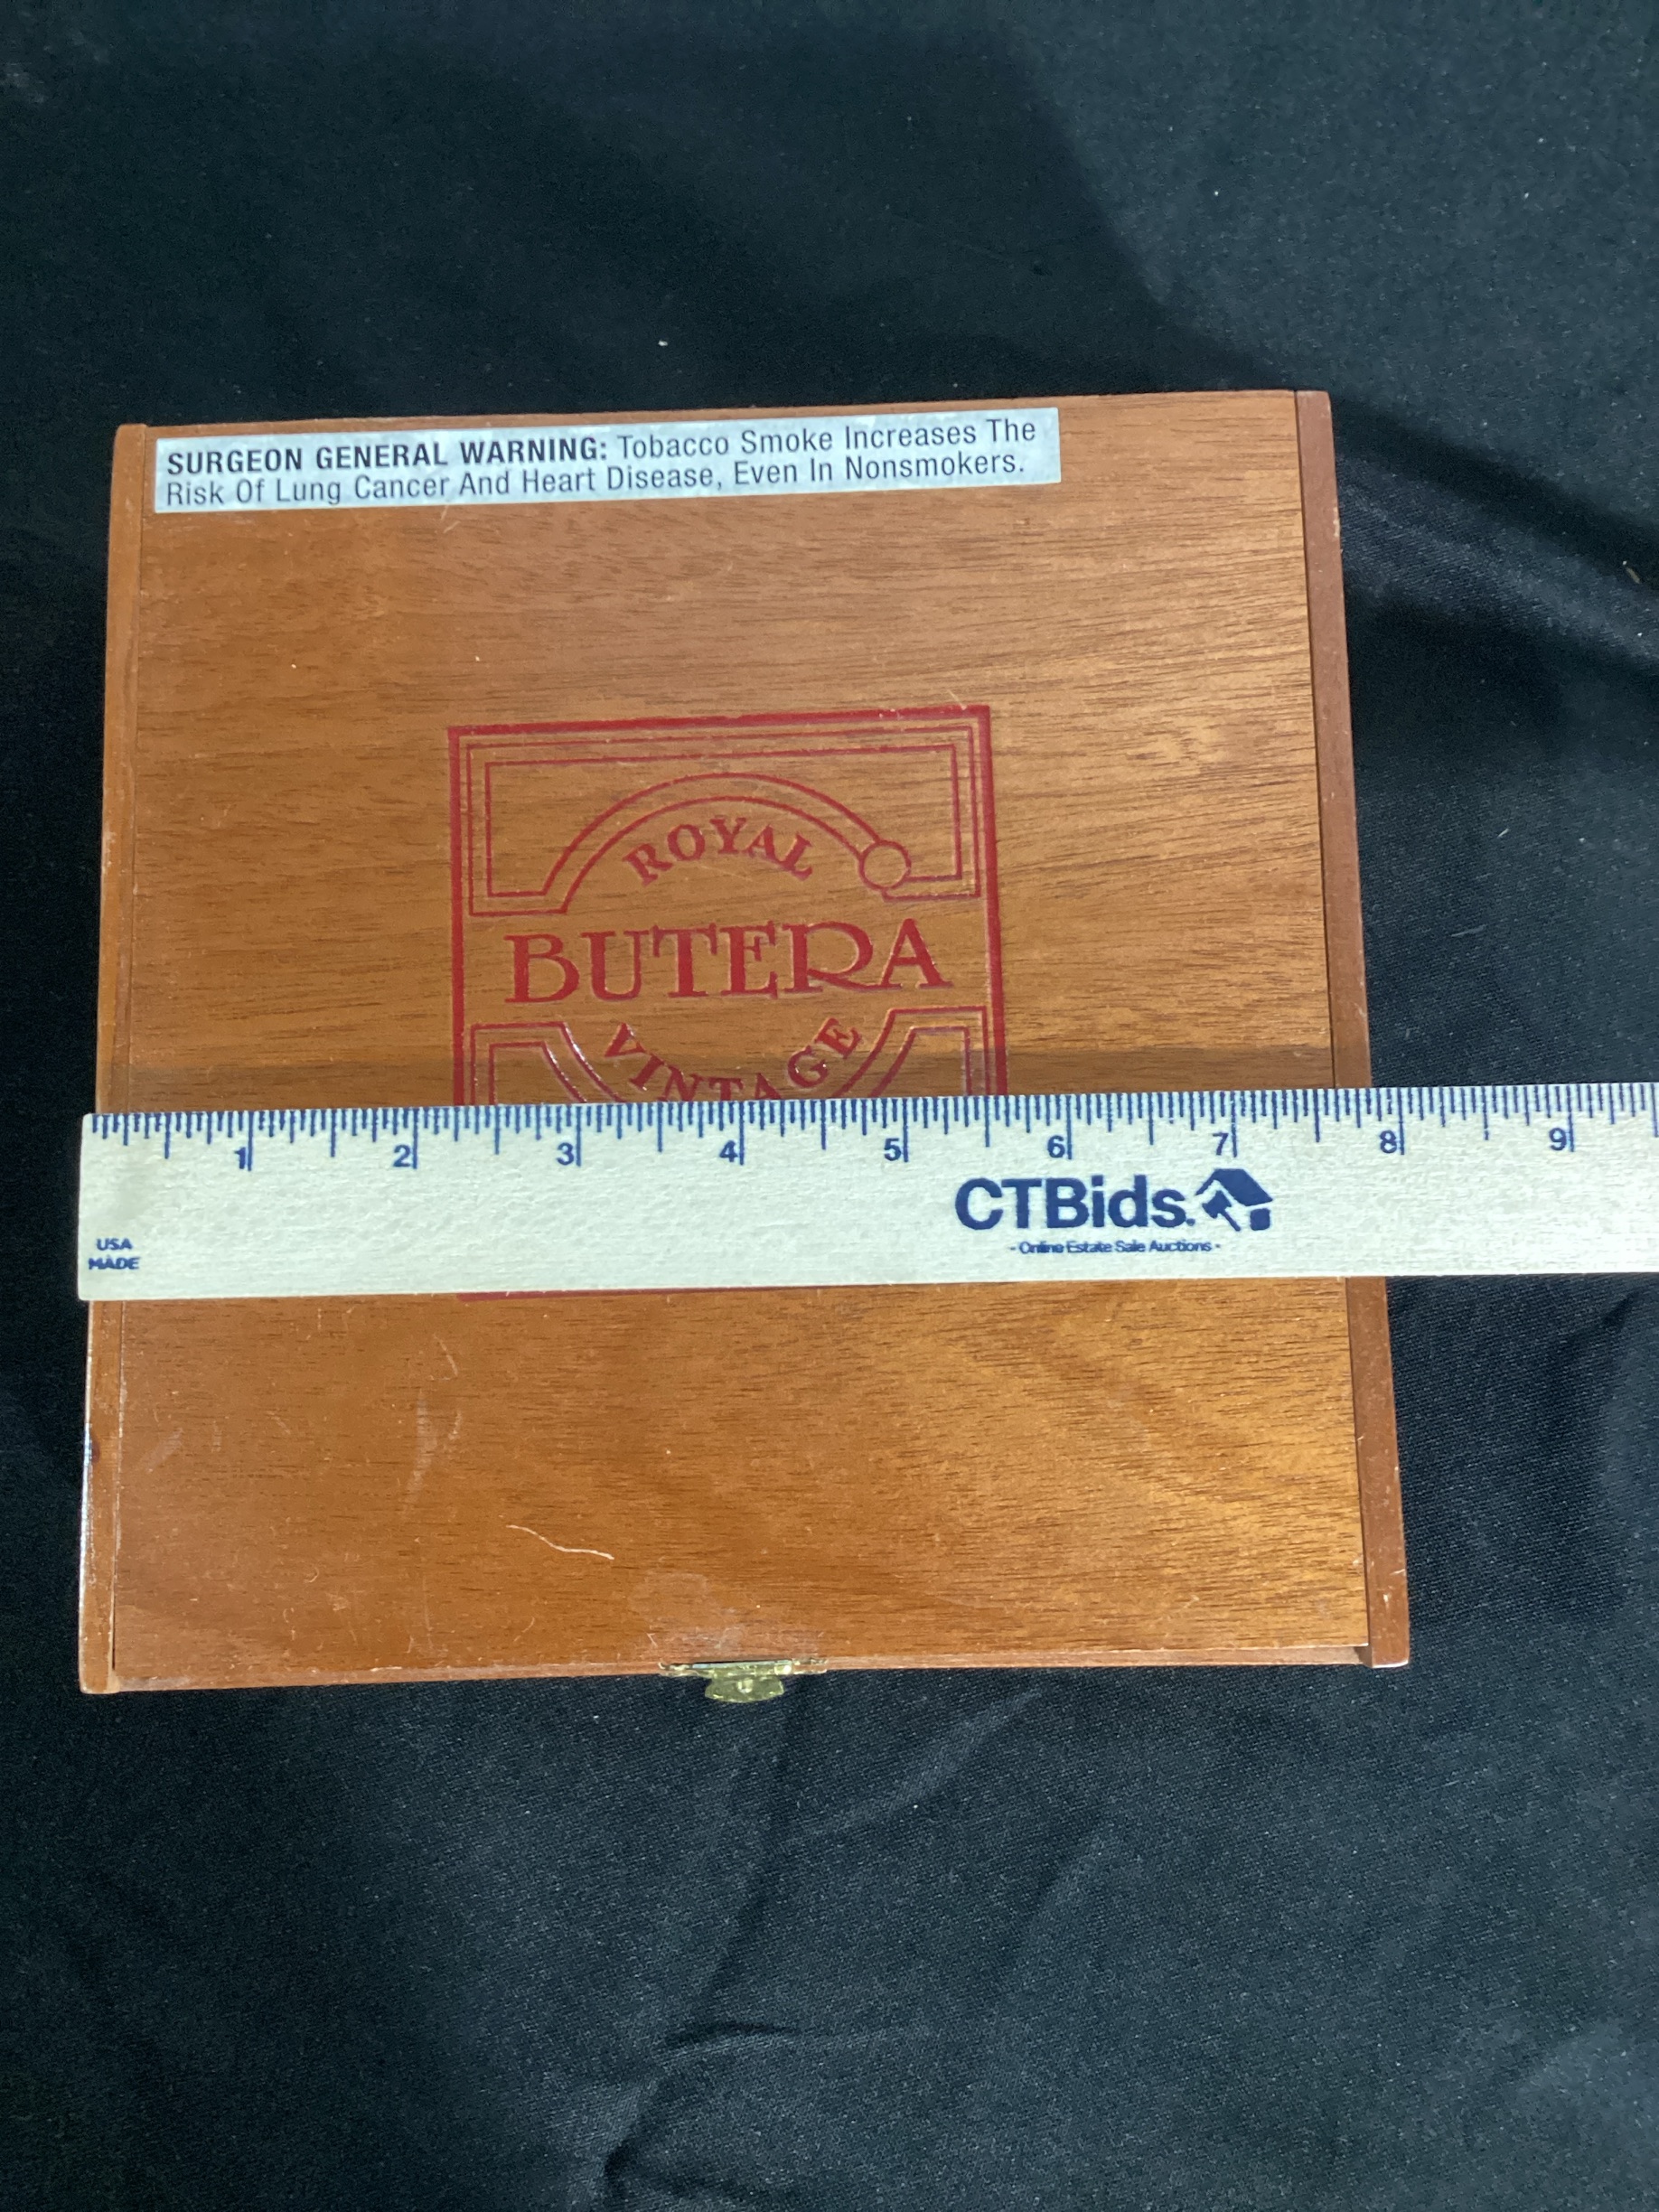 SURGEON GENERAL WARNING: Tobacco Smoke Increases The
Risk Of Lung Cancer And Heart Disease, Even In Nonsmokers.
ROYAL
BUTERA
VINTAGE
1 2 3 4 5 6 7 8 9
CTBids.
- Online Estate Sale Auctions -
USA
MADE